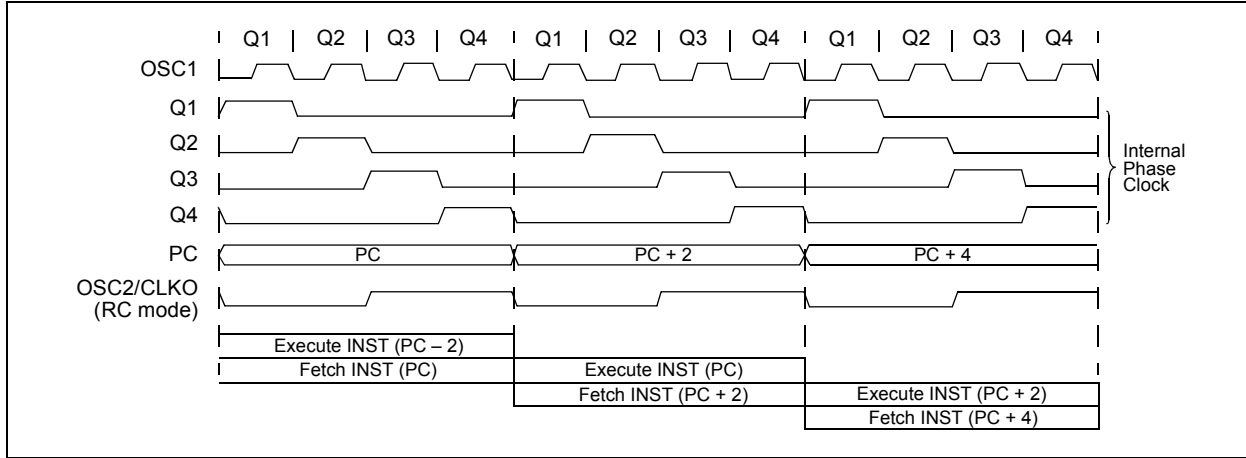 Q1 | Q2 | Q3 | Q4 | Q1 | Q2 | Q3 | Q4 | Q1 | Q2 | Q3 | Q4
OSC1
Q1
Q2
Q3
Q4
Internal
Phase
Clock
PC PC PC + 2 PC + 4
OSC2/CLKO
(RC mode)
Execute INST (PC – 2)
Fetch INST (PC) Execute INST (PC)
Fetch INST (PC + 2) Execute INST (PC + 2)
Fetch INST (PC + 4)